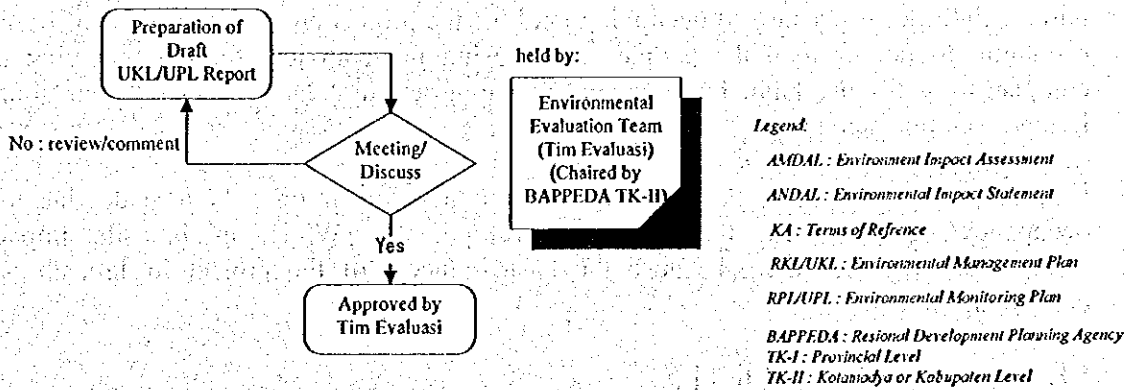 Preparation of
Draft
UKL/UPL Report
No : review/comment
Meeting/
Discuss
Yes
Approved by
Tim Evaluasi
held by:
Environmental
Evaluation Team
(Tim Evaluasi)
(Chaired by
BAPPEDA TK-II)
Legend:
AMDAL : Environment Impact Assessment
ANDAL : Environmental Impact Statement
KA : Terms of Refrence
RKL/UKL : Environmental Management Plan
RPL/UPL : Environmental Monitoring Plan
BAPPEDA : Resional Development Planning Agency
TK-I : Provincial Level
TK-II : Kotamadya or Kabupaten Level